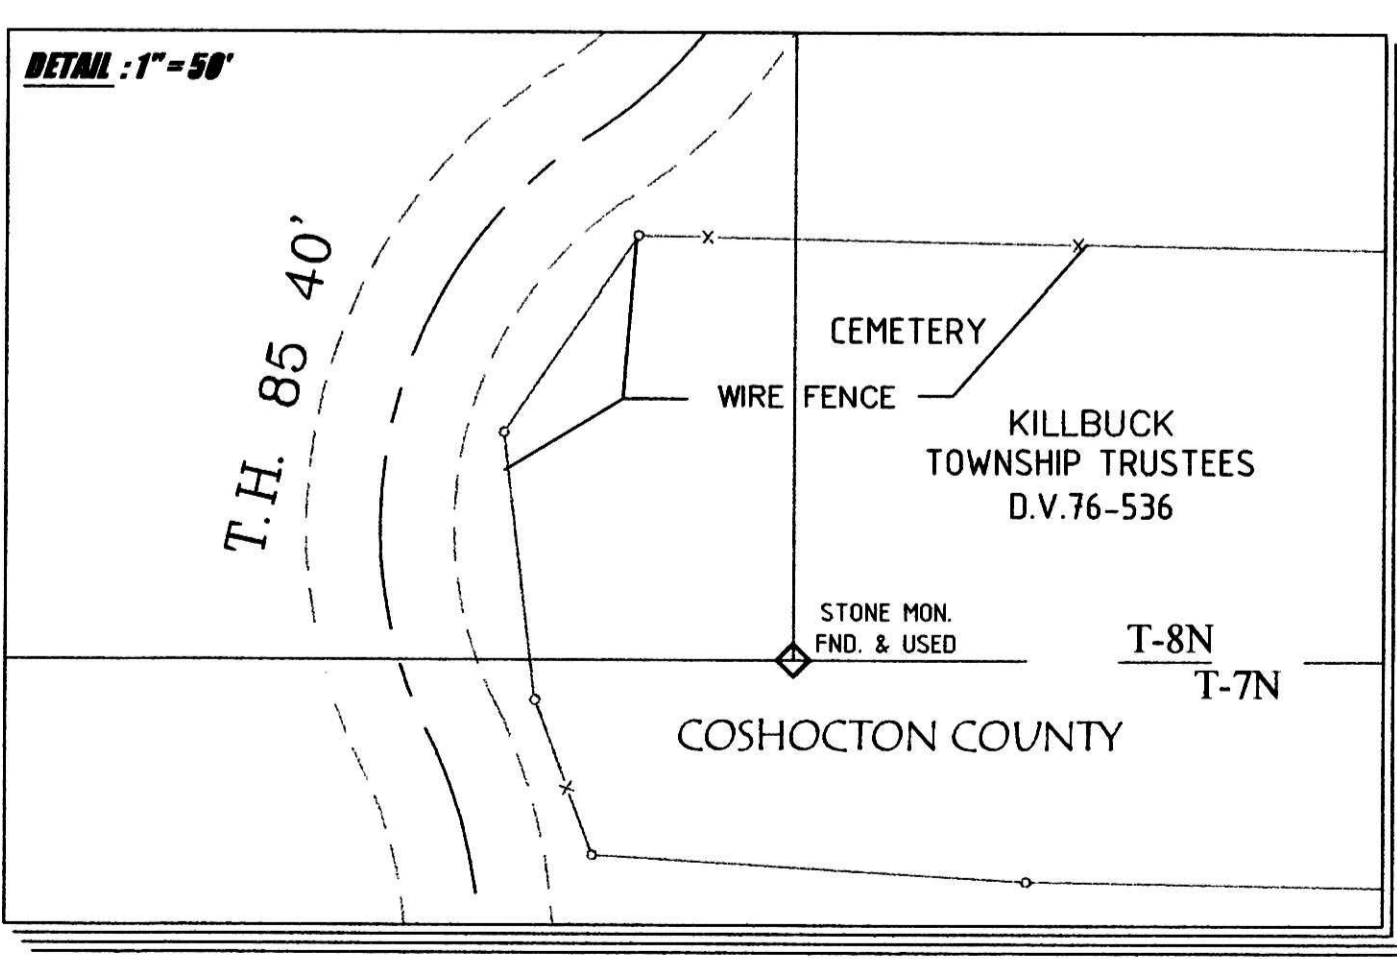 DETAIL : 1" = 50'
T.H. 85 40'
CEMETERY
WIRE FENCE
KILLBUCK
TOWNSHIP TRUSTEES
D.V.76-536
STONE MON.
FND. & USED
T-8N
T-7N
COSHOCTON COUNTY